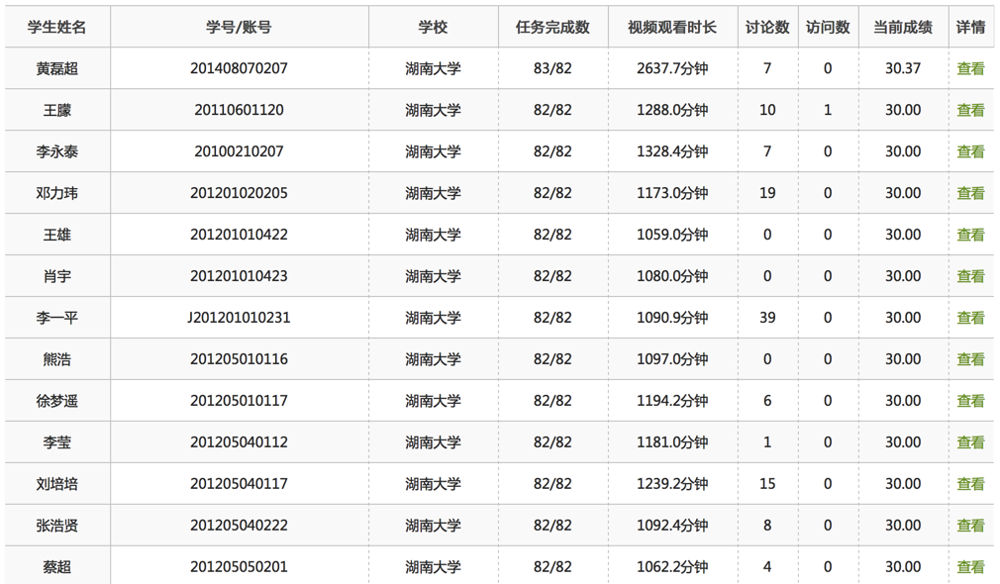 学生姓名 学号/账号 学校 任务完成数 视频观看时长 讨论数 访问数 当前成绩 详情
黄磊超 201408070207 湖南大学 83/82 2637.7分钟 7 0 30.37 查看
王朦 20110601120 湖南大学 82/82 1288.0分钟 10 1 30.00 查看
李永泰 20100210207 湖南大学 82/82 1328.4分钟 7 0 30.00 查看
邓力玮 201201020205 湖南大学 82/82 1173.0分钟 19 0 30.00 查看
王雄 201201010422 湖南大学 82/82 1059.0分钟 0 0 30.00 查看
肖宇 201201010423 湖南大学 82/82 1080.0分钟 0 0 30.00 查看
李一平 J201201010231 湖南大学 82/82 1090.9分钟 39 0 30.00 查看
熊浩 201205010116 湖南大学 82/82 1097.0分钟 0 0 30.00 查看
徐梦遥 201205010117 湖南大学 82/82 1194.2分钟 6 0 30.00 查看
李莹 201205040112 湖南大学 82/82 1181.0分钟 1 0 30.00 查看
刘培培 201205040117 湖南大学 82/82 1239.2分钟 15 0 30.00 查看
张浩贤 201205040222 湖南大学 82/82 1092.4分钟 8 0 30.00 查看
蔡超 201205050201 湖南大学 82/82 1062.2分钟 4 0 30.00 查看